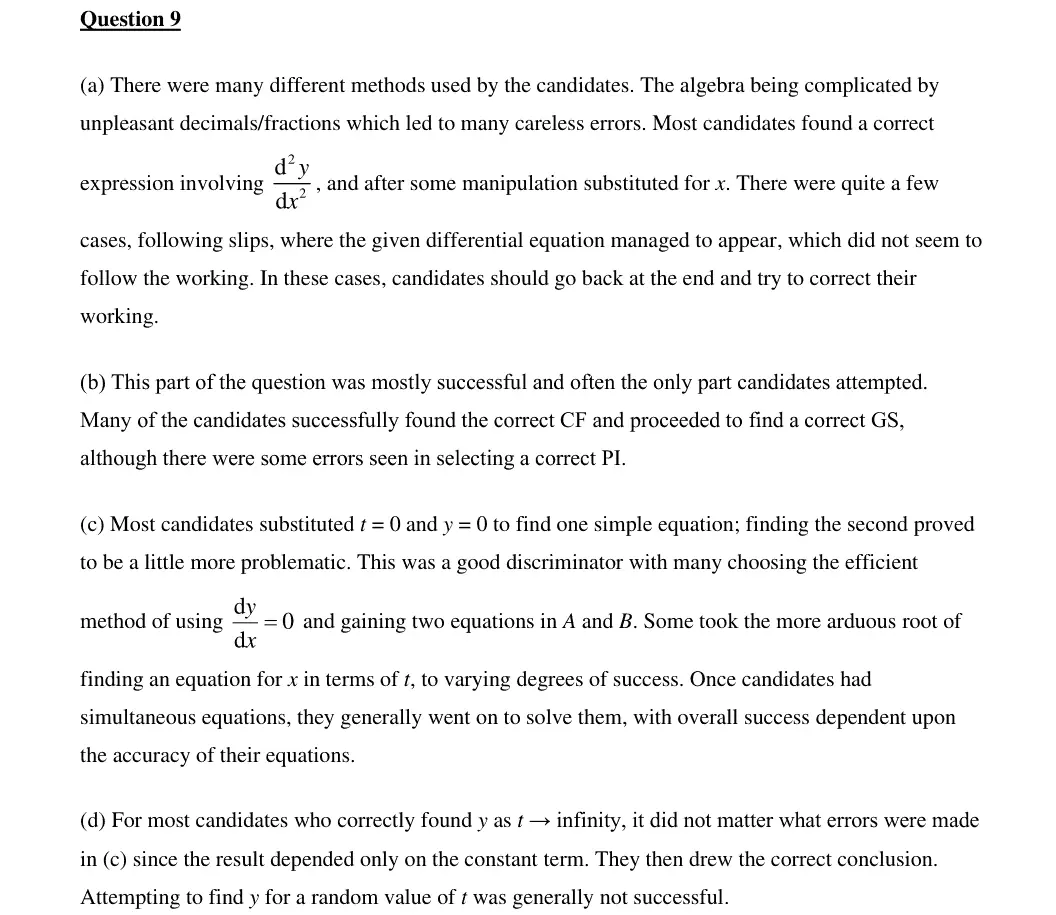 Question 9
(a) There were many different methods used by the candidates. The algebra being complicated by
unpleasant decimals/fractions which led to many careless errors. Most candidates found a correct
expression involving d²y/dx², and after some manipulation substituted for x. There were quite a few
cases, following slips, where the given differential equation managed to appear, which did not seem to
follow the working. In these cases, candidates should go back at the end and try to correct their
working.
(b) This part of the question was mostly successful and often the only part candidates attempted.
Many of the candidates successfully found the correct CF and proceeded to find a correct GS,
although there were some errors seen in selecting a correct PI.
(c) Most candidates substituted t = 0 and y = 0 to find one simple equation; finding the second proved
to be a little more problematic. This was a good discriminator with many choosing the efficient
method of using dy/dx = 0 and gaining two equations in A and B. Some took the more arduous root of
finding an equation for x in terms of t, to varying degrees of success. Once candidates had
simultaneous equations, they generally went on to solve them, with overall success dependent upon
the accuracy of their equations.
(d) For most candidates who correctly found y as t → infinity, it did not matter what errors were made
in (c) since the result depended only on the constant term. They then drew the correct conclusion.
Attempting to find y for a random value of t was generally not successful.